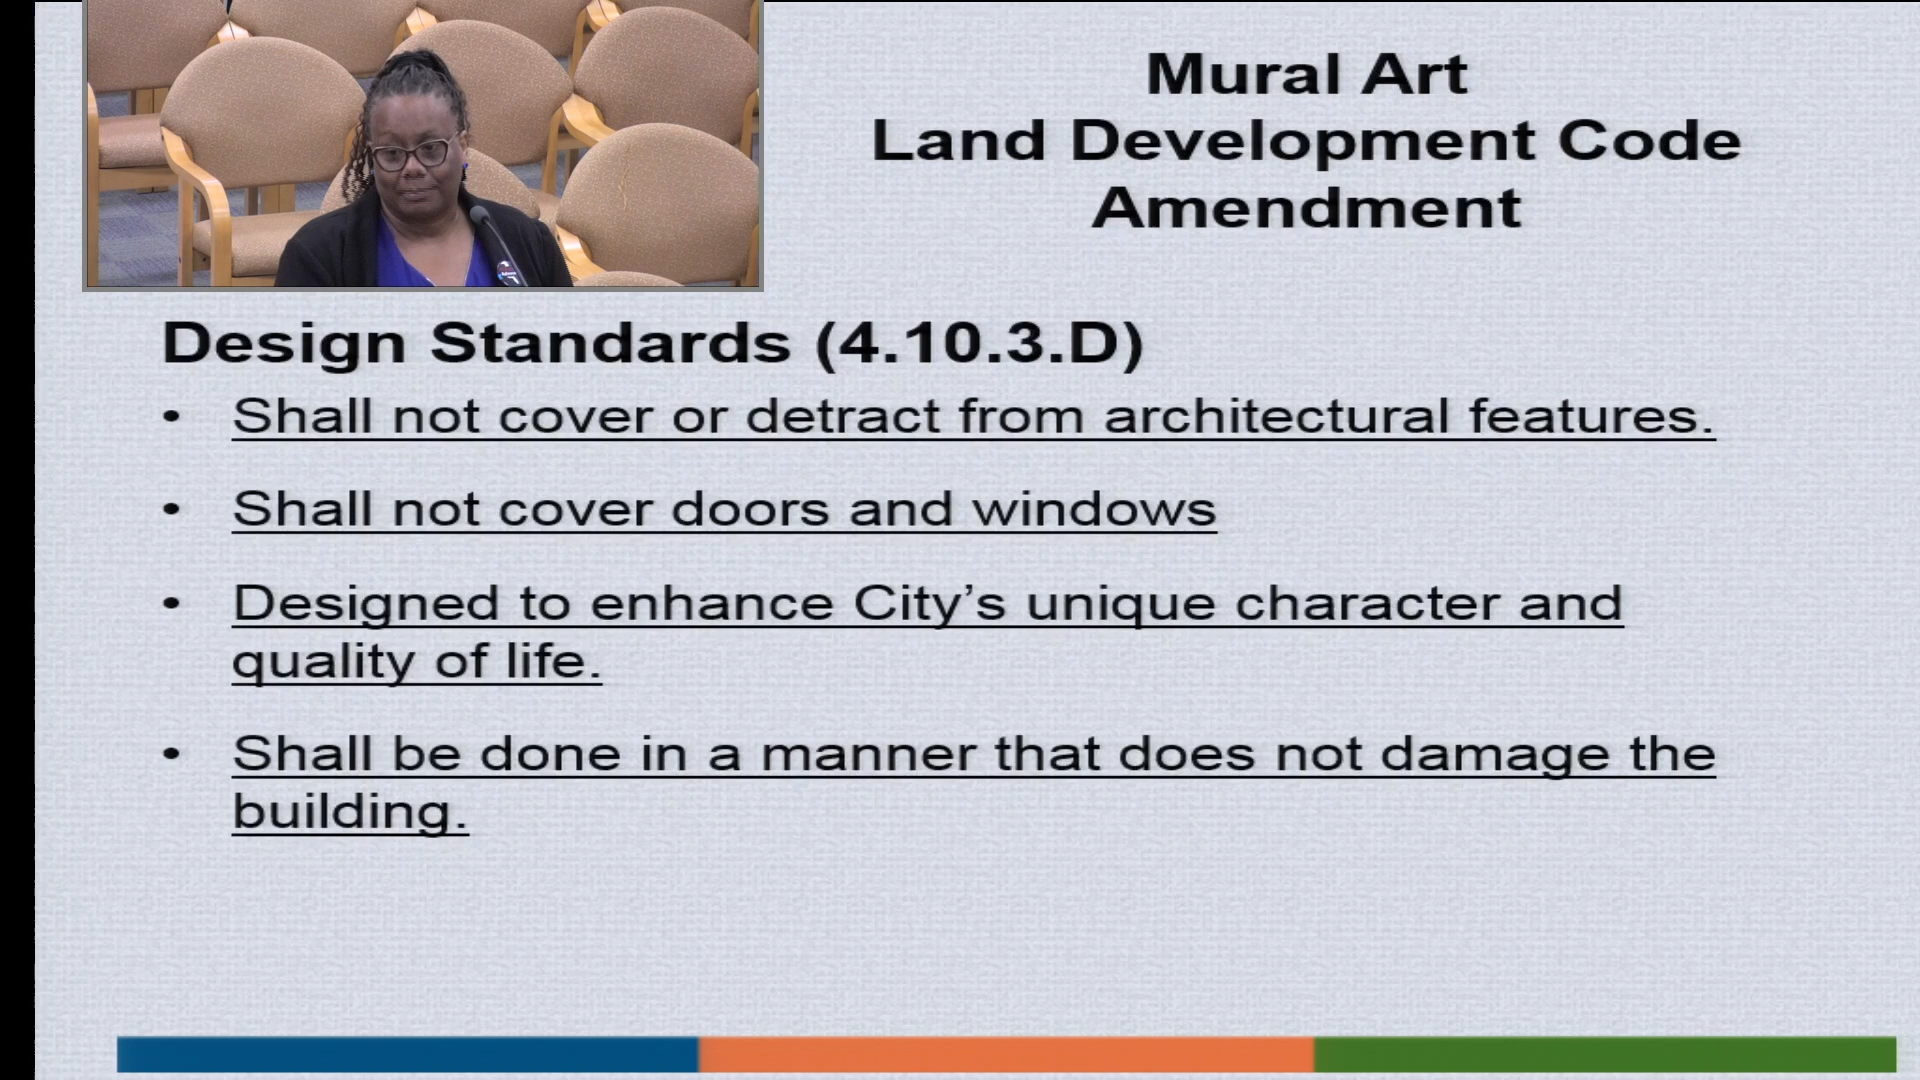 Mural Art
Land Development Code
Amendment
Design Standards (4.10.3.D)
• Shall not cover or detract from architectural features.
• Shall not cover doors and windows
• Designed to enhance City’s unique character and
quality of life.
• Shall be done in a manner that does not damage the
building.